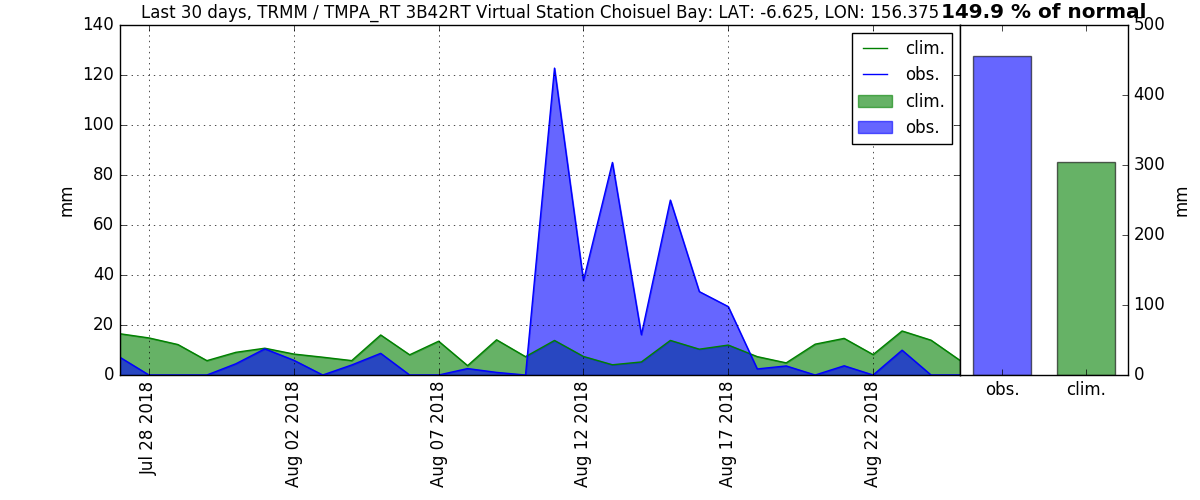 Last 30 days, TRMM / TMPA_RT 3B42RT Virtual Station Choisuel Bay: LAT: -6.625, LON: 156.375
149.9 % of normal
140
120
100
80
60
40
20
0
mm
clim.
obs.
clim.
obs.
Jul 28 2018
Aug 02 2018
Aug 07 2018
Aug 12 2018
Aug 17 2018
Aug 22 2018
500
400
300
200
100
0
mm
obs.
clim.